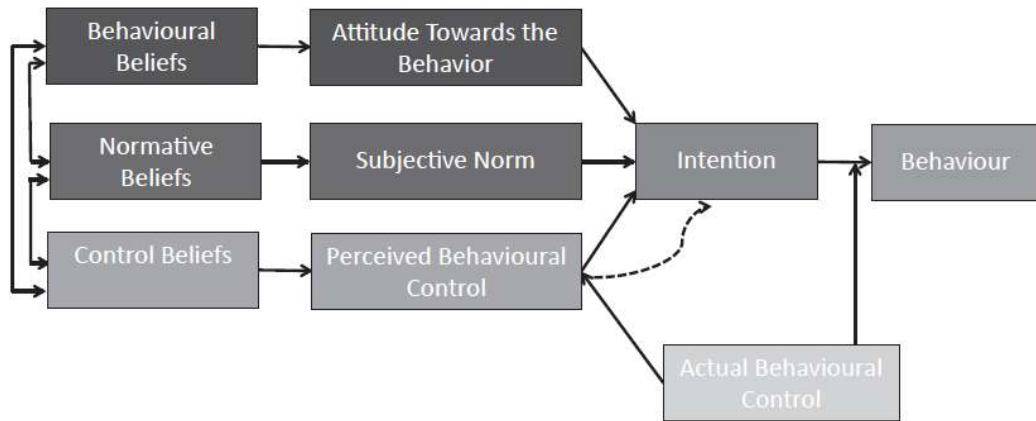 Behavioural
Beliefs
Attitude Towards the
Behavior
Normative
Beliefs
Subjective Norm
Intention
Behaviour
Control Beliefs
Perceived Behavioural
Control
Actual Behavioural
Control